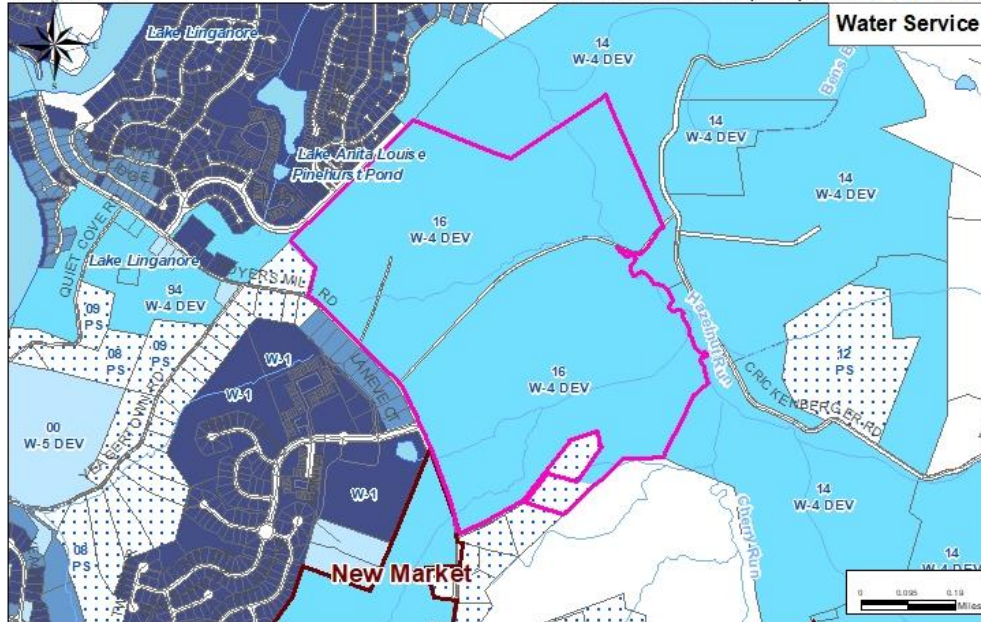 Water Service
Lake Linganore
14
W-4 DEV
14
W-4 DEV
Lake Anita Louise
Pinehurst Pond
14
W-4 DEV
16
W-4 DEV
QUIET COVE RD
Lake Linganore
94
W-4 DEV
09
PS
08
PS
09
PS
Hazelnut Run
12
PS
W-1
W-1
LANEVE CT
16
W-4 DEV
CRICKENBERGER RD
00
W-5 DEV
YEAGERTOWN RD
W-1
14
W-4 DEV
Cherry Run
08
PS
14
W-4 DEV
New Market
0
0.095
0.19
Miles